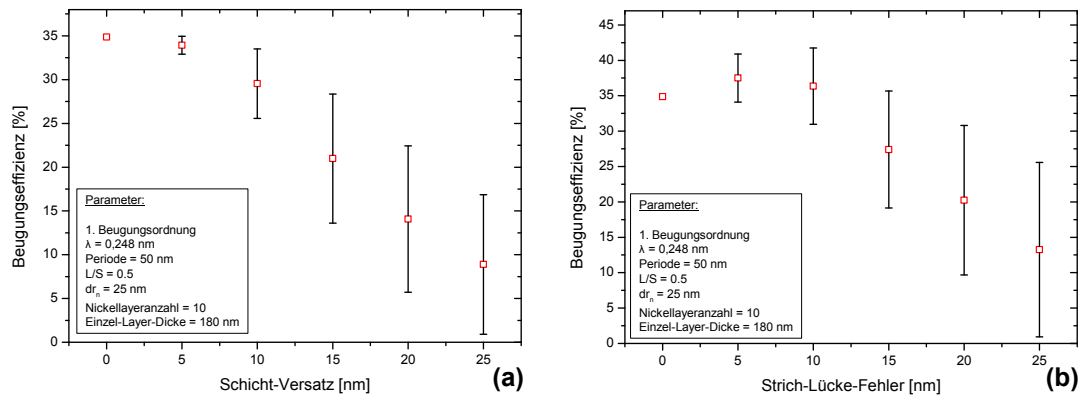 35
30
25
20
15
10
5
0
Beugungseffizienz [%]
Parameter:
1. Beugungsordnung
λ = 0,248 nm
Periode = 50 nm
L/S = 0.5
drₙ = 25 nm
Nickellayeranzahl = 10
Einzel-Layer-Dicke = 180 nm
0 5 10 15 20 25
Schicht-Versatz [nm]
(a)
45
40
35
30
25
20
15
10
5
0
Beugungseffizienz [%]
Parameter:
1. Beugungsordnung
λ = 0,248 nm
Periode = 50 nm
L/S = 0.5
drₙ = 25 nm
Nickellayeranzahl = 10
Einzel-Layer-Dicke = 180 nm
0 5 10 15 20 25
Strich-Lücke-Fehler [nm]
(b)